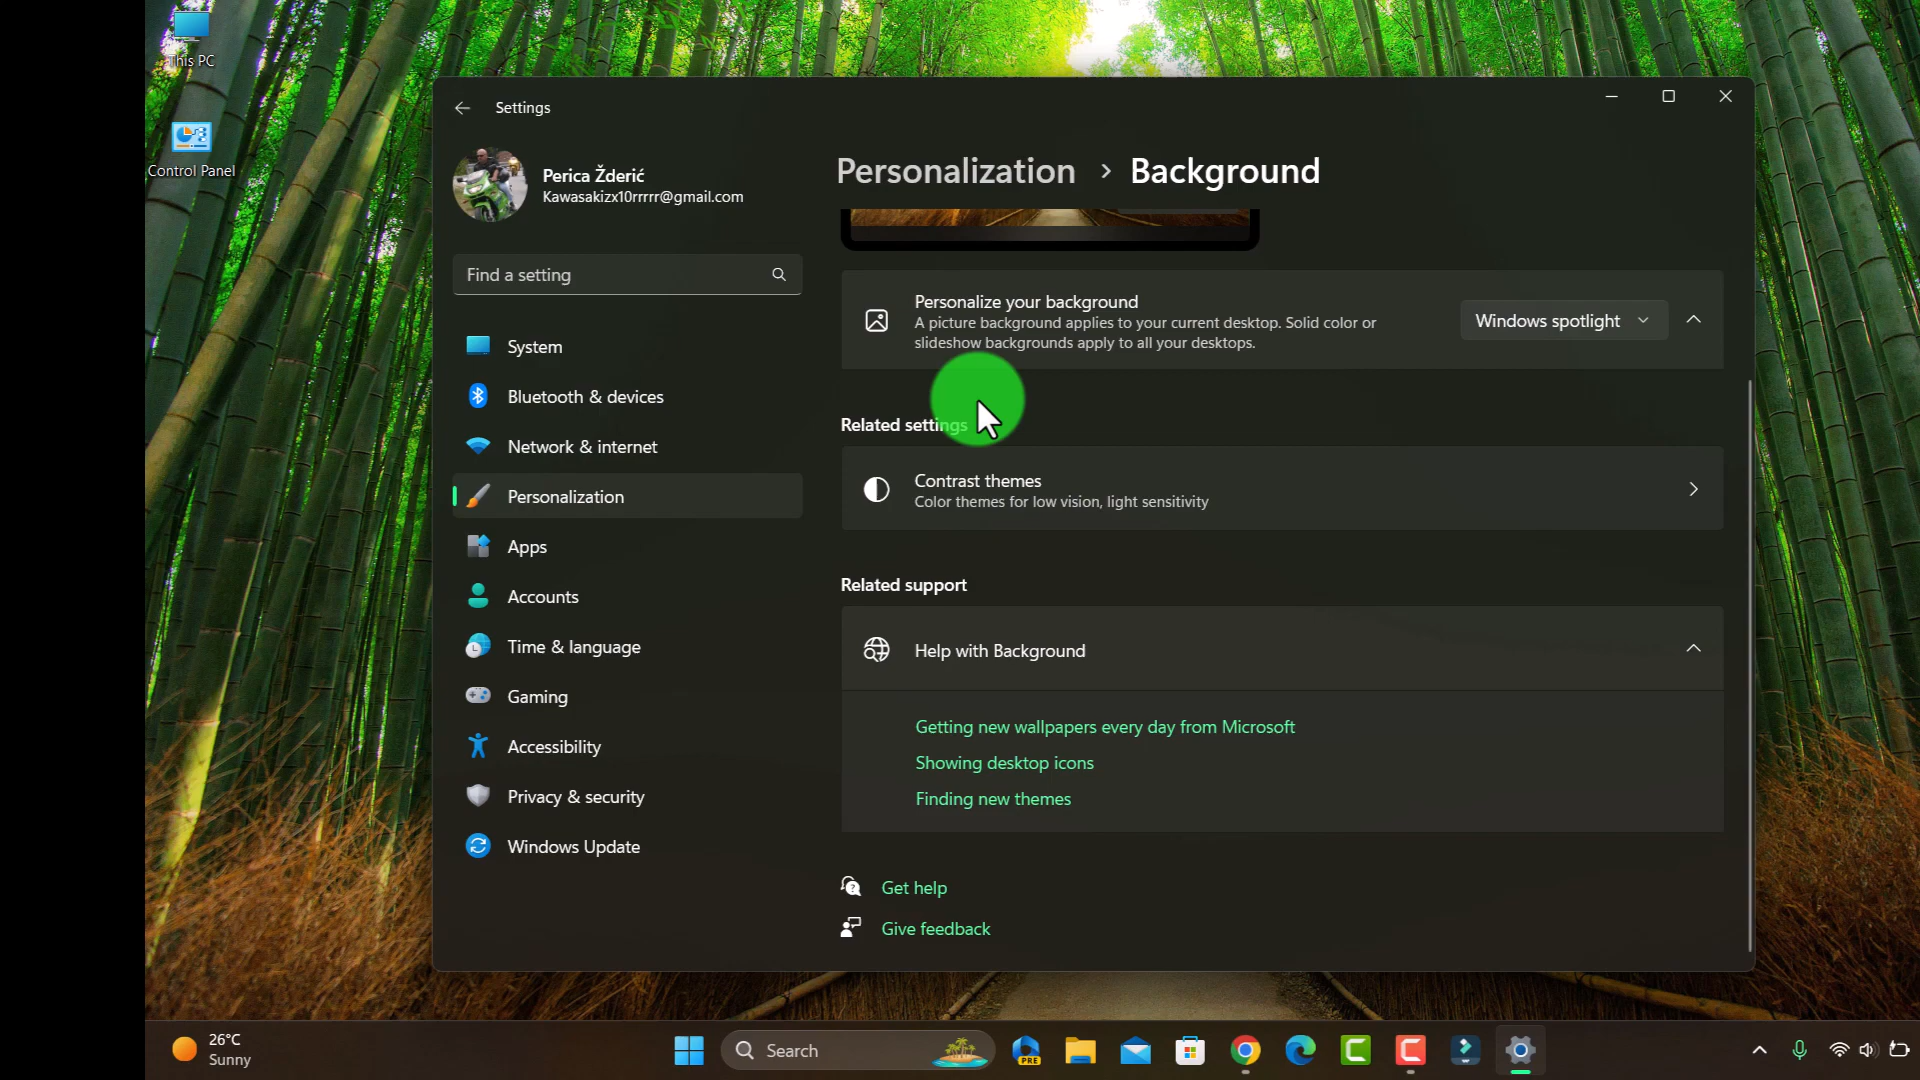 This PC
Control Panel
Settings
Perica Žderić
Kawasakizx10rrrrr@gmail.com
Find a setting
System
Bluetooth & devices
Network & internet
Personalization
Apps
Accounts
Time & language
Gaming
Accessibility
Privacy & security
Windows Update
Personalization > Background
Personalize your background
A picture background applies to your current desktop. Solid color or
slideshow backgrounds apply to all your desktops.
Windows spotlight
Related settings
Contrast themes
Color themes for low vision, light sensitivity
Related support
Help with Background
Getting new wallpapers every day from Microsoft
Showing desktop icons
Finding new themes
Get help
Give feedback
26°C
Sunny
Search
PRE